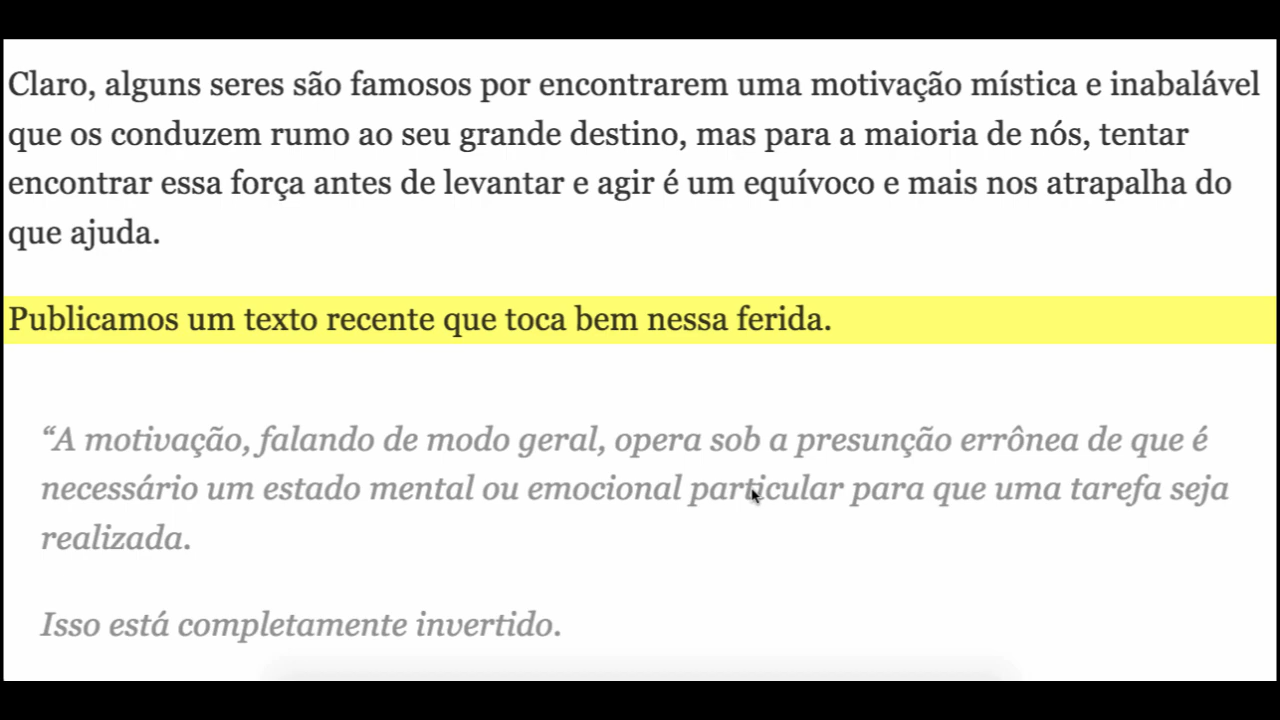 Claro, alguns seres são famosos por encontrarem uma motivação mística e inabalável
que os conduzem rumo ao seu grande destino, mas para a maioria de nós, tentar
encontrar essa força antes de levantar e agir é um equívoco e mais nos atrapalha do
que ajuda.
Publicamos um texto recente que toca bem nessa ferida.
“A motivação, falando de modo geral, opera sob a presunção errônea de que é
necessário um estado mental ou emocional particular para que uma tarefa seja
realizada.
Isso está completamente invertido.